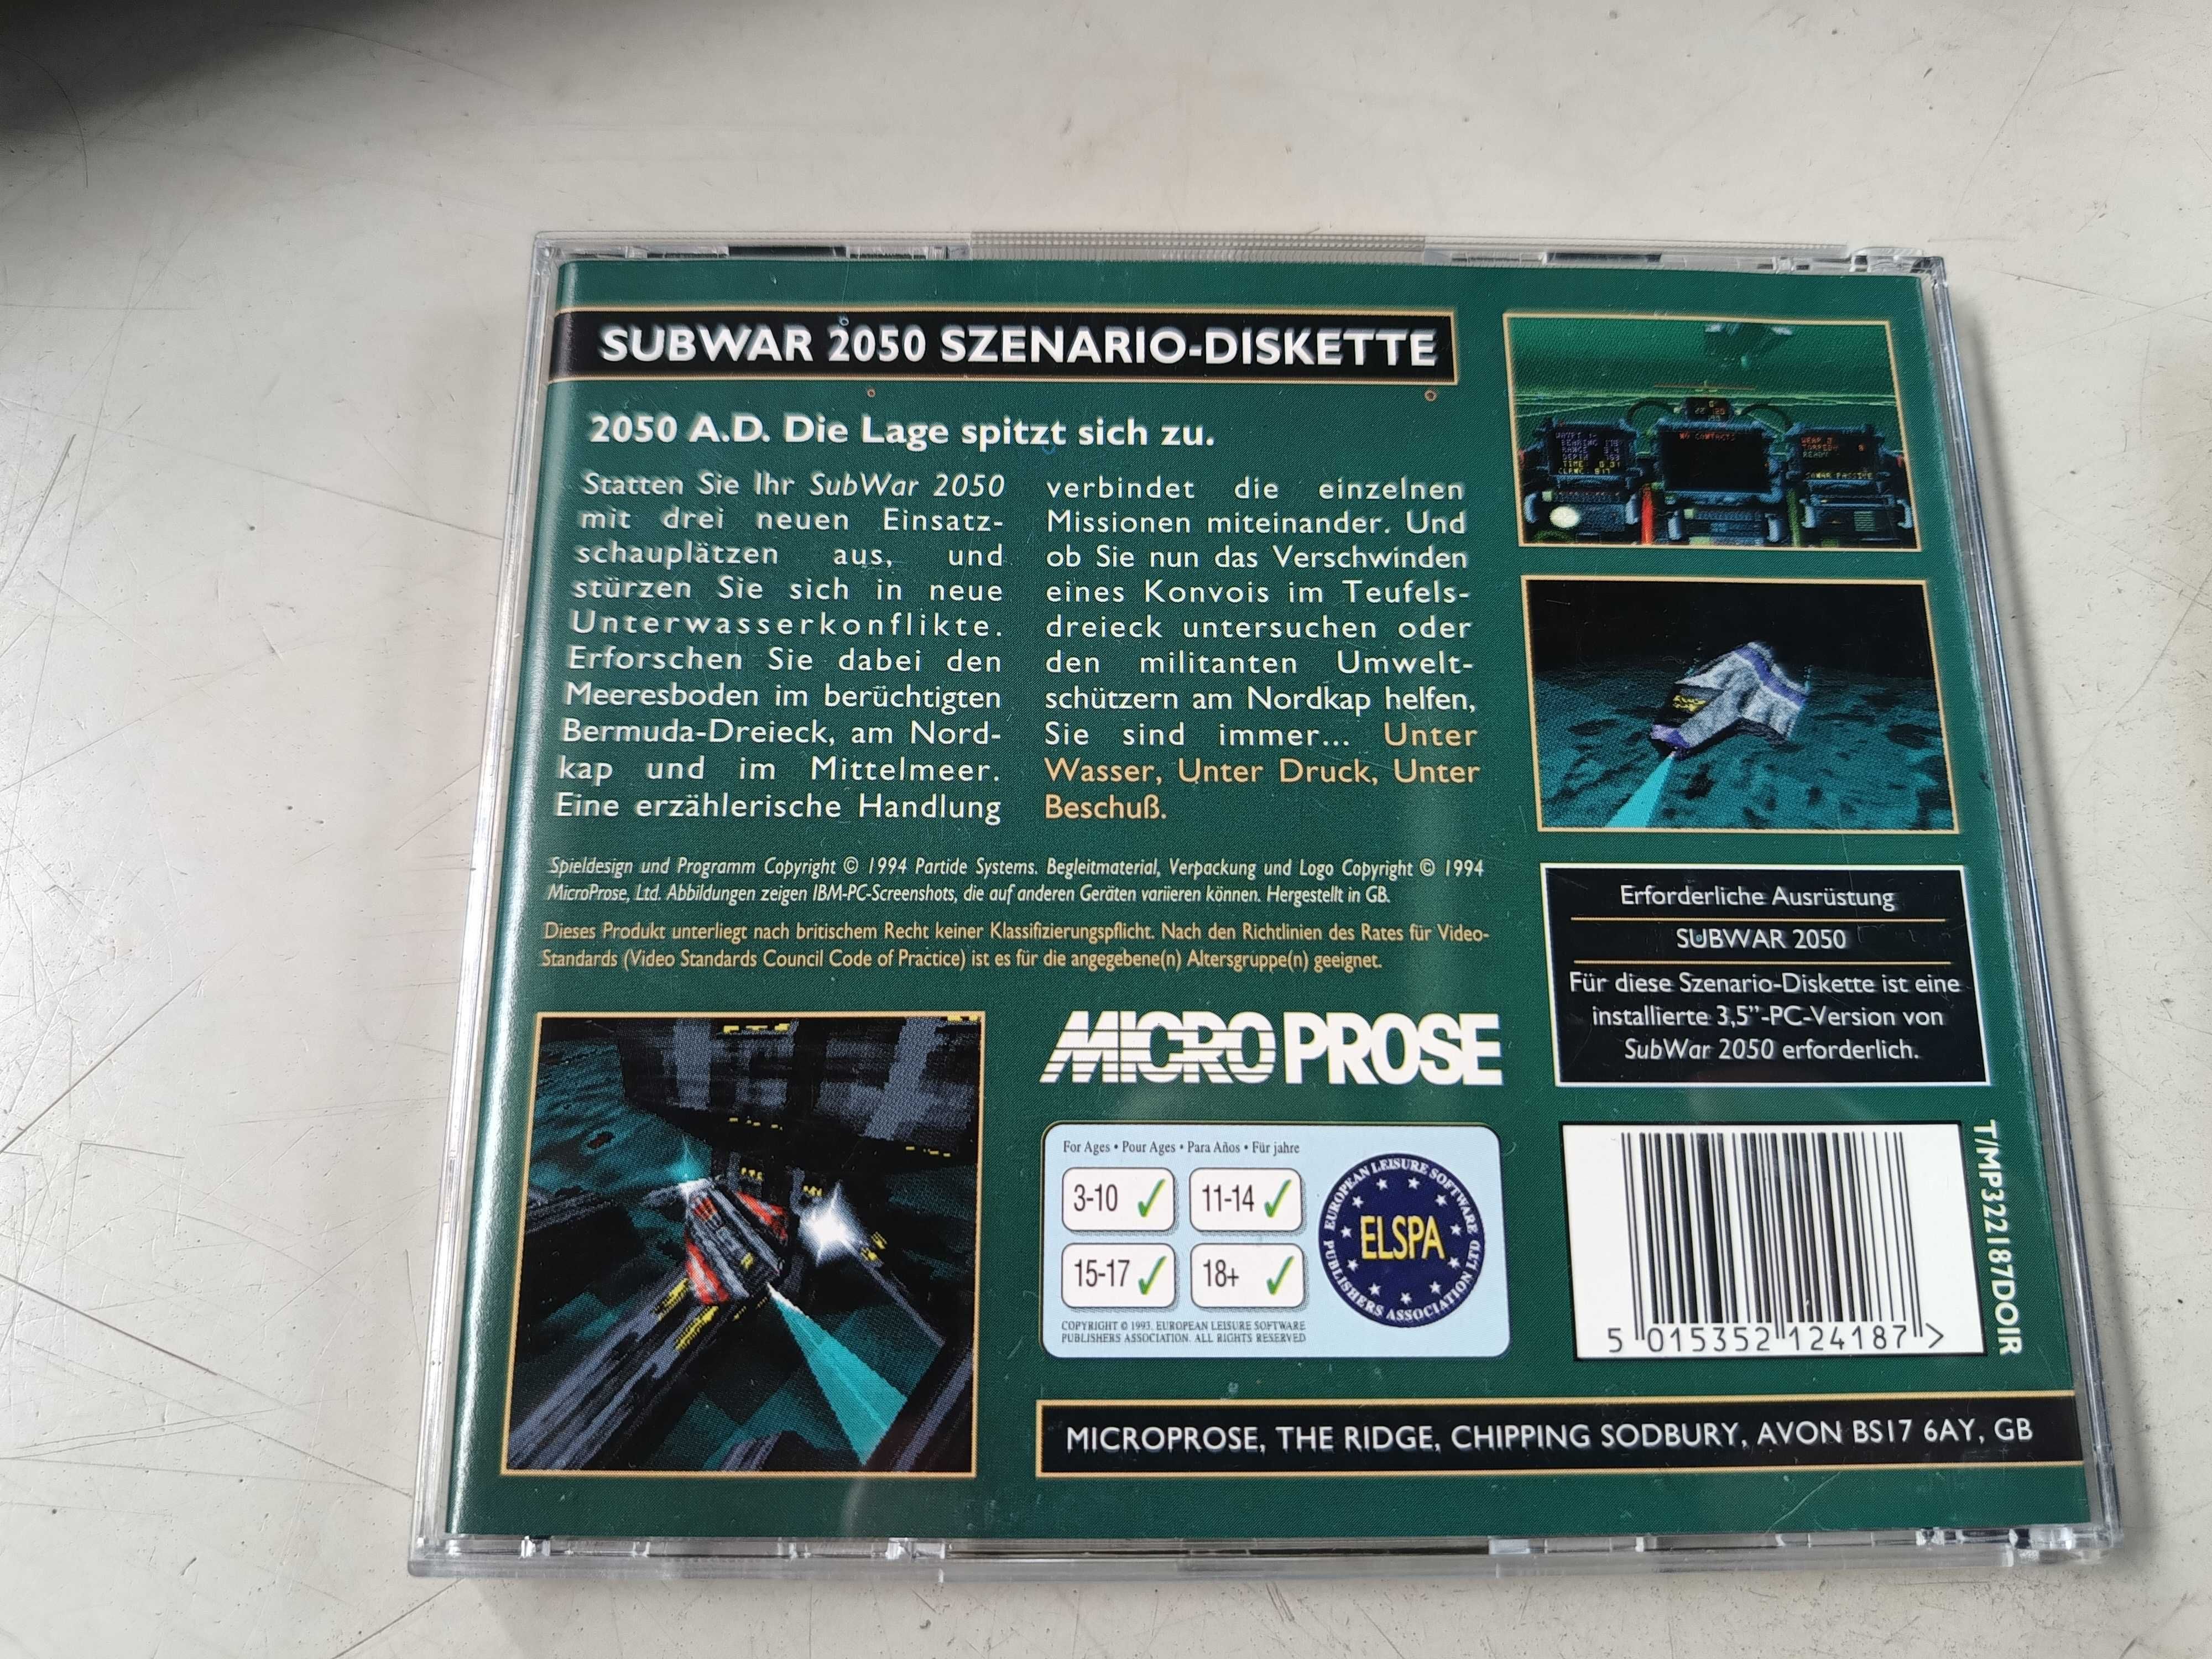 SUBWAR 2050 SZENARIO-DISKETTE
2050 A.D. Die Lage spitzt sich zu.
Statten Sie Ihr SubWar 2050
mit drei neuen Einsatz-
schauplätzen aus, und
stürzen Sie sich in neue
Unterwasserkonflikte.
Erforschen Sie dabei den
Meeresboden im berüchtigten
Bermuda-Dreieck, am Nord-
kap und im Mittelmeer.
Eine erzählerische Handlung
verbindet die einzelnen
Missionen miteinander. Und
ob Sie nun das Verschwinden
eines Konvois im Teufels-
dreieck untersuchen oder
den militanten Umwelt-
schützern am Nordkap helfen,
Sie sind immer... Unter
Wasser, Unter Druck, Unter
Beschuß.
Spieldesign und Programm Copyright © 1994 Partide Systems. Begleitmaterial, Verpackung und Logo Copyright © 1994
MicroProse, Ltd. Abbildungen zeigen IBM-PC-Screenshots, die auf anderen Geräten variieren können. Hergestellt in GB.
Dieses Produkt unterliegt nach britischem Recht keiner Klassifizierungspflicht. Nach den Richtlinien des Rates für Video-
Standards (Video Standards Council Code of Practice) ist es für die angegebene(n) Altersgruppe(n) geeignet.
NO CONTACTS
Erforderliche Ausrüstung
SUBWAR 2050
Für diese Szenario-Diskette ist eine
installierte 3,5"-PC-Version von
SubWar 2050 erforderlich.
MICROPROSE
For Ages • Pour Ages • Para Años • Für jahre
3-10 ✓ 11-14 ✓
15-17 ✓ 18+ ✓
COPYRIGHT © 1993. EUROPEAN LEISURE SOFTWARE
PUBLISHERS ASSOCIATION. ALL RIGHTS RESERVED
EUROPEAN LEISURE SOFTWARE
ELSPA
PUBLISHERS ASSOCIATION LTD
5 015352 124187 >
T/MP322187DOIR
MICROPROSE, THE RIDGE, CHIPPING SODBURY, AVON BS17 6AY, GB